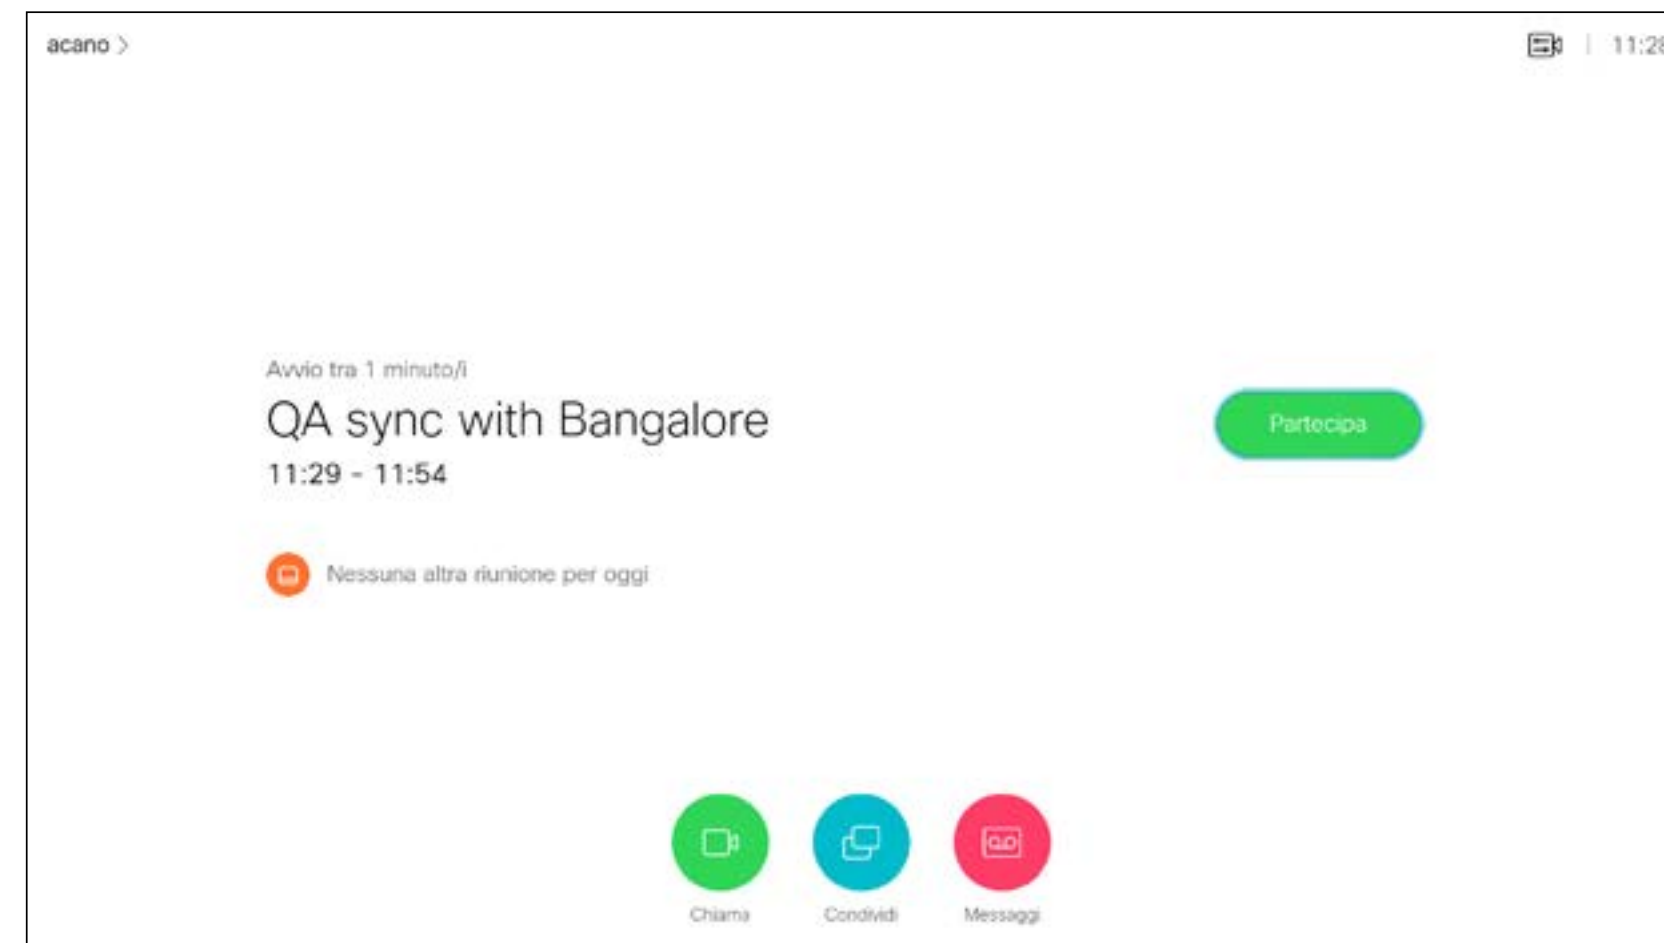 acano >
11:28
Avvio tra 1 minuto/i
QA sync with Bangalore
Partecipa
11:29 - 11:54
Nessuna altra riunione per oggi
Chiama
Condividi
Messaggi